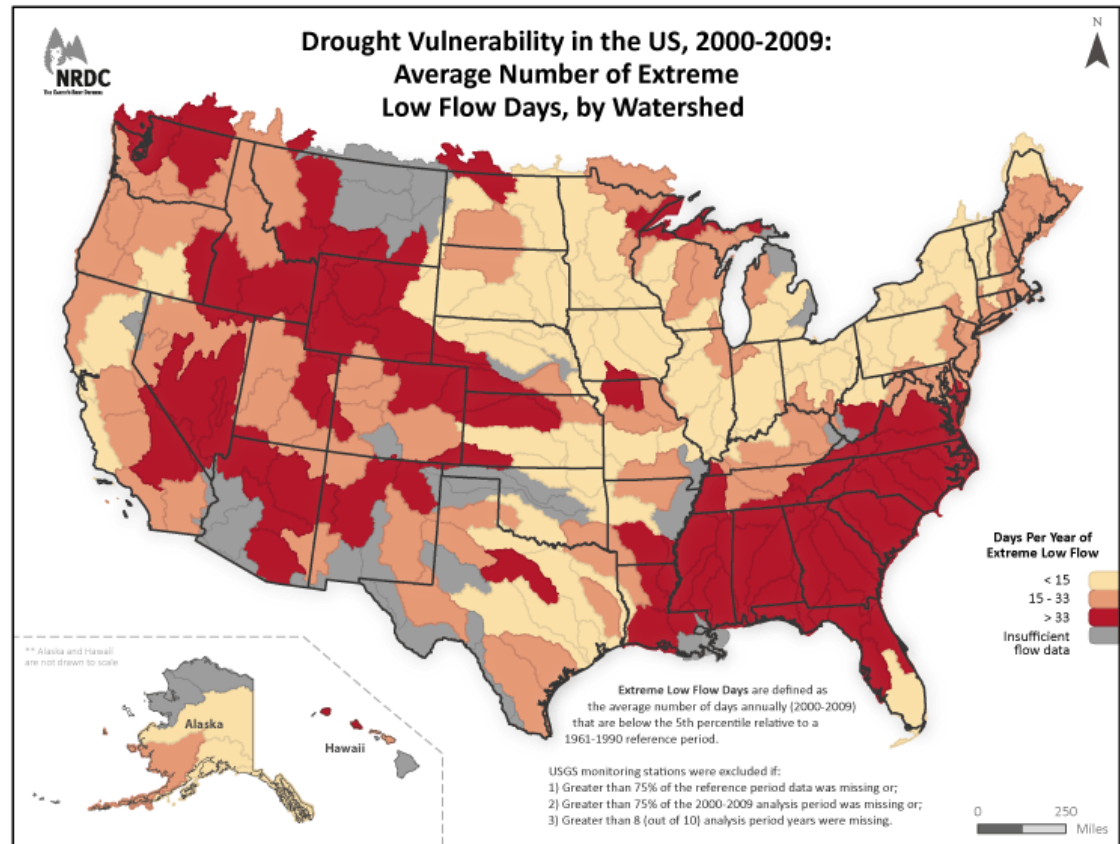 N
Drought Vulnerability in the US, 2000-2009:
Average Number of Extreme
Low Flow Days, by Watershed
NRDC
THE EARTH'S BEST DEFENSE
Days Per Year of
Extreme Low Flow
< 15
15 - 33
> 33
Insufficient
flow data
** Alaska and Hawaii
are not drawn to scale
Alaska
Hawaii
Extreme Low Flow Days are defined as
the average number of days annually (2000-2009)
that are below the 5th percentile relative to a
1961-1990 reference period.
USGS monitoring stations were excluded if:
1) Greater than 75% of the reference period data was missing or;
2) Greater than 75% of the 2000-2009 analysis period was missing or;
3) Greater than 8 (out of 10) analysis period years were missing.
0 250
Miles